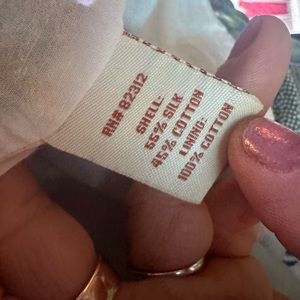 RN# 82312
SHELL:
55% SILK
45% COTTON
LINING:
100% COTTON